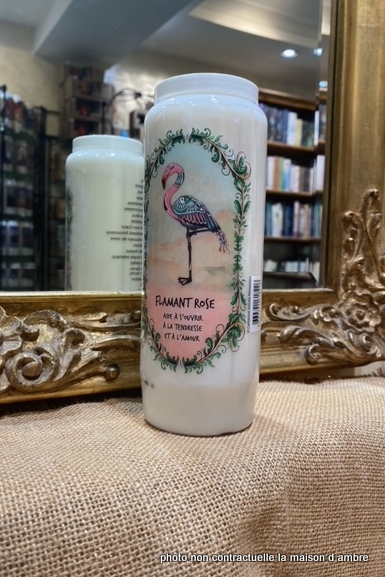 FLAMANT ROSE
AIDE À S'OUVRIR
À LA TENDRESSE
ET À L'AMOUR
photo non contractuelle la maison d ambre